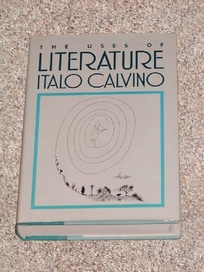 THE USES OF
LITERATURE
ITALO CALVINO